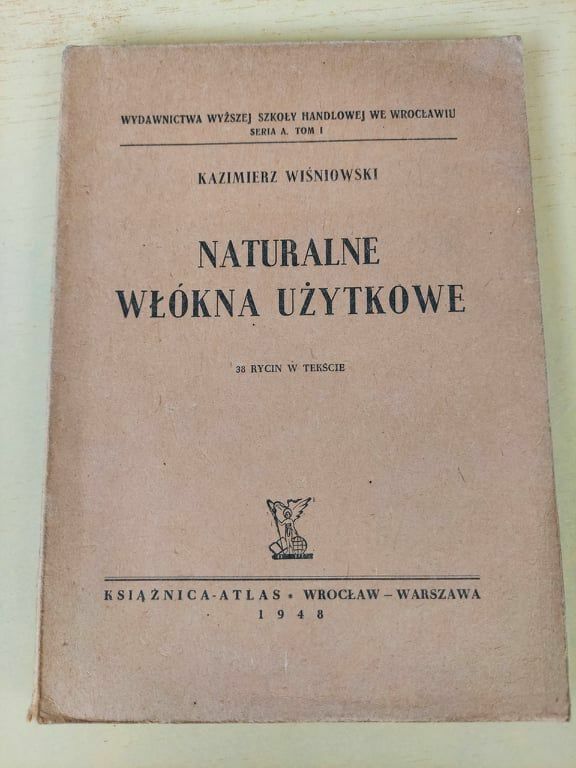 WYDAWNICTWA WYŻSZEJ SZKOŁY HANDLOWEJ WE WROCŁAWIU
SERIA A. TOM I
KAZIMIERZ WIŚNIOWSKI
NATURALNE
WŁÓKNA UŻYTKOWE
38 RYCIN W TEKŚCIE
KSIĄŻNICA-ATLAS * WROCŁAW – WARSZAWA
1948